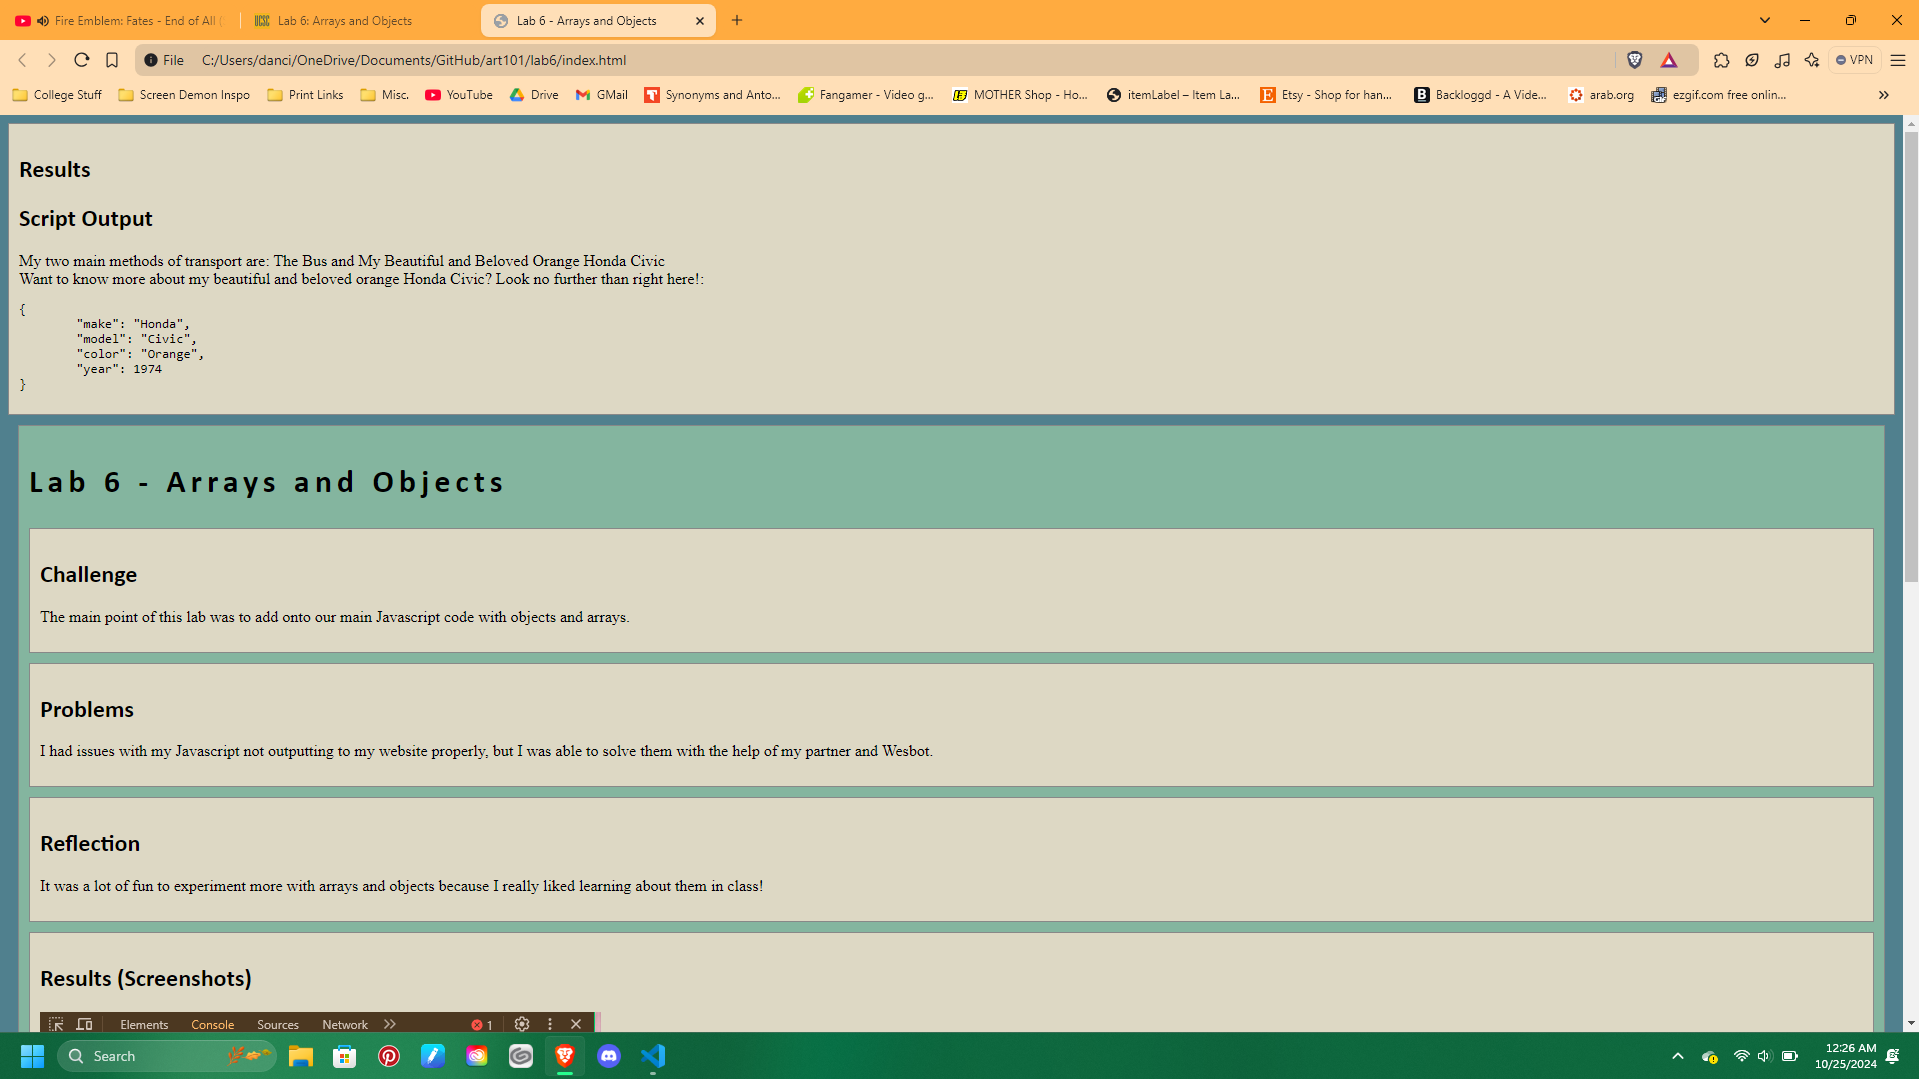 Fire Emblem: Fates - End of All
Lab 6: Arrays and Objects
Lab 6 - Arrays and Objects
File C:/Users/danci/OneDrive/Documents/GitHub/art101/lab6/index.html
VPN
College Stuff Screen Demon Inspo Print Links Misc. YouTube Drive GMail Synonyms and Anto... Fangamer - Video g... MOTHER Shop - Ho... itemLabel – Item La... Etsy - Shop for han... Backloggd - A Vide... arab.org ezgif.com free onlin...
Results
Script Output
My two main methods of transport are: The Bus and My Beautiful and Beloved Orange Honda Civic
Want to know more about my beautiful and beloved orange Honda Civic? Look no further than right here!:
{
"make": "Honda",
"model": "Civic",
"color": "Orange",
"year": 1974
}
Lab 6 - Arrays and Objects
Challenge
The main point of this lab was to add onto our main Javascript code with objects and arrays.
Problems
I had issues with my Javascript not outputting to my website properly, but I was able to solve them with the help of my partner and Wesbot.
Reflection
It was a lot of fun to experiment more with arrays and objects because I really liked learning about them in class!
Results (Screenshots)
Elements Console Sources Network 1
Search
12:26 AM
10/25/2024